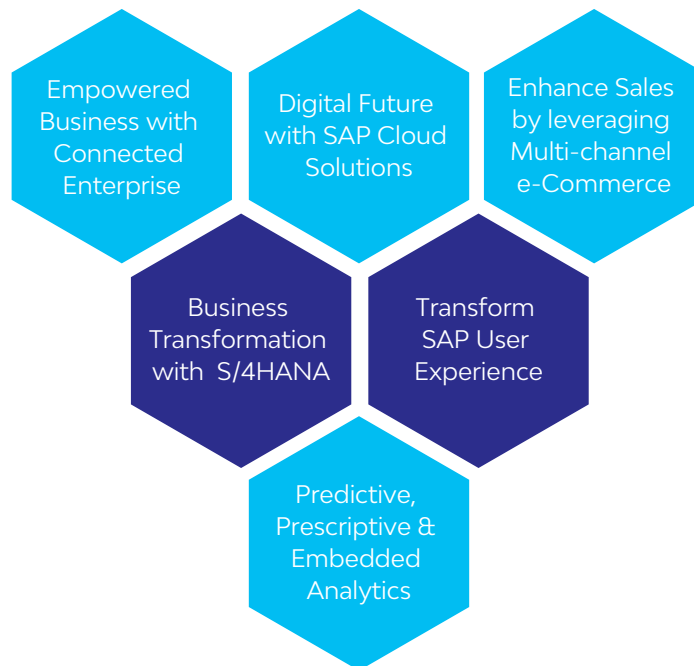 Empowered
Business with
Connected
Enterprise
Digital Future
with SAP Cloud
Solutions
Enhance Sales
by leveraging
Multi-channel
e-Commerce
Business
Transformation
with S/4HANA
Transform
SAP User
Experience
Predictive,
Prescriptive &
Embedded
Analytics